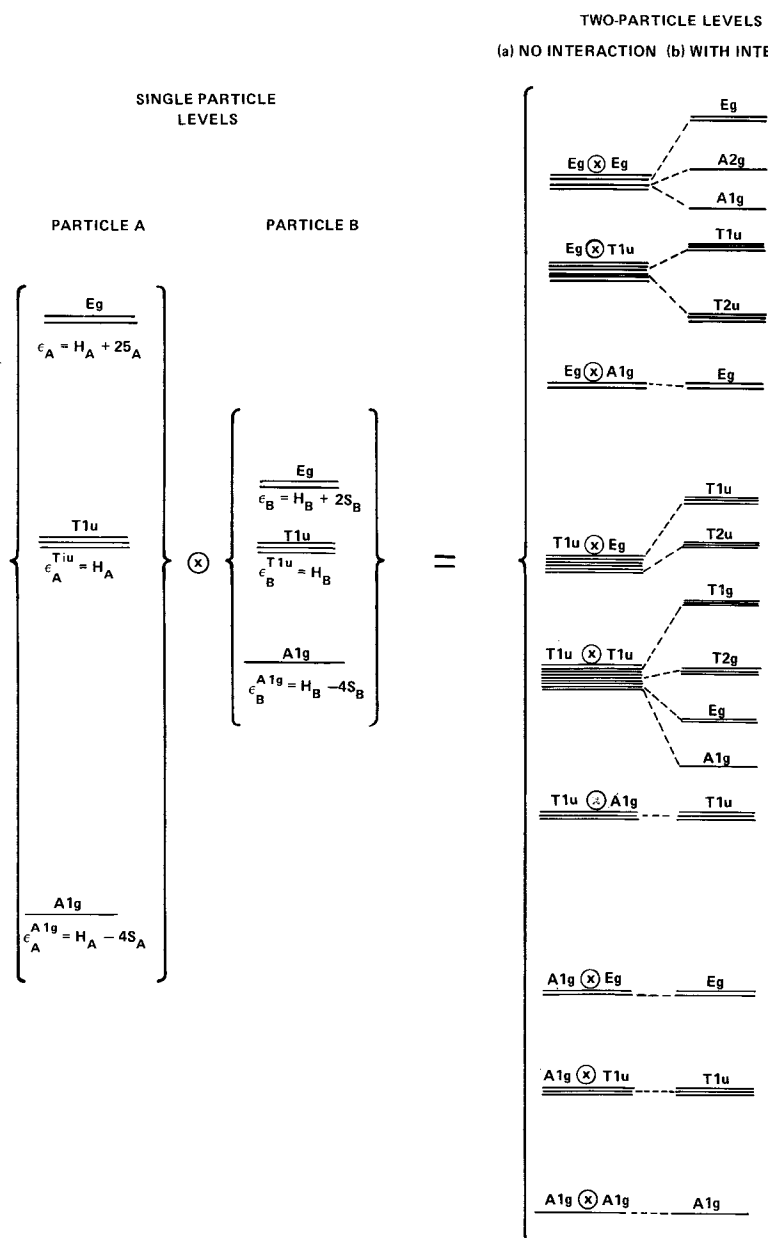 TWO-PARTICLE LEVELS
(a) NO INTERACTION (b) WITH INTE
SINGLE PARTICLE
LEVELS
PARTICLE A
PARTICLE B
Eg
ϵ_A = H_A + 25_A
T1u
ϵ_A^Tiu = H_A
A1g
ϵ_A^A1g = H_A − 4S_A
ⓧ
Eg
ϵ_B = H_B + 2S_B
T1u
ϵ_B^T1u = H_B
A1g
ϵ_B^A1g = H_B −4S_B
=
Eg ⓧ Eg
Eg
A2g
A1g
Eg ⓧ T1u
T1u
T2u
Eg ⓧ A1g
Eg
T1u ⓧ Eg
T1u
T2u
T1u ⓧ T1u
T1g
T2g
Eg
A1g
T1u ⓧ A1g
T1u
A1g ⓧ Eg
Eg
A1g ⓧ T1u
T1u
A1g ⓧ A1g
A1g